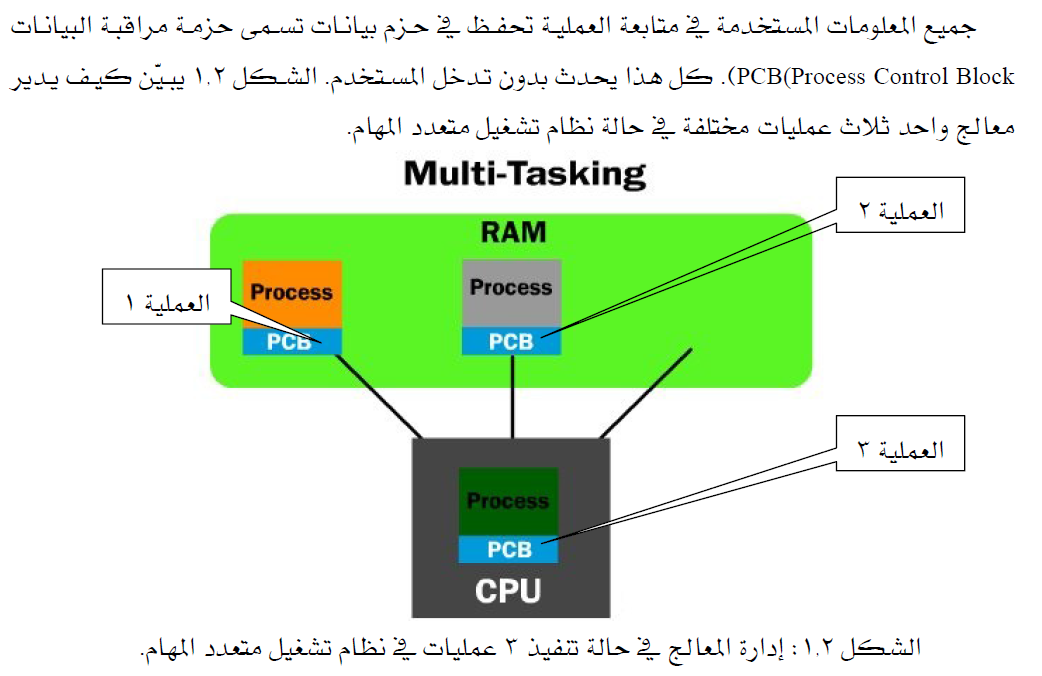 جميع المعلومات المستخدمة في متابعة العملية تحفظ في حزم بيانات تسمى حزمة مراقبة البيانات
PCB(Process Control Block). كل هذا يحدث بدون تدخل المستخدم. الشكل ١,٢ يبيّن كيف يدير
معالج واحد ثلاث عمليات مختلفة في حالة نظام تشغيل متعدد المهام.
Multi-Tasking
العملية ٢
RAM
Process
Process
العملية ١
PCB
PCB
العملية ٣
Process
PCB
CPU
الشكل ١,٢: إدارة المعالج في حالة تنفيذ ٣ عمليات في نظام تشغيل متعدد المهام.